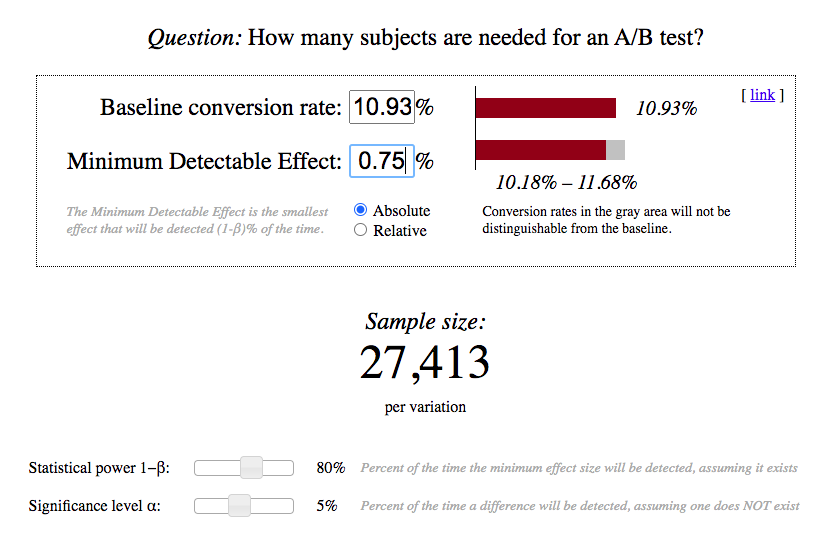 Question: How many subjects are needed for an A/B test?
Baseline conversion rate: 10.93%
10.93%
[ link ]
Minimum Detectable Effect: 0.75%
10.18% – 11.68%
The Minimum Detectable Effect is the smallest
effect that will be detected (1-β)% of the time.
Absolute
Relative
Conversion rates in the gray area will not be
distinguishable from the baseline.
Sample size:
27,413
per variation
Statistical power 1−β: 80% Percent of the time the minimum effect size will be detected, assuming it exists
Significance level α: 5% Percent of the time a difference will be detected, assuming one does NOT exist